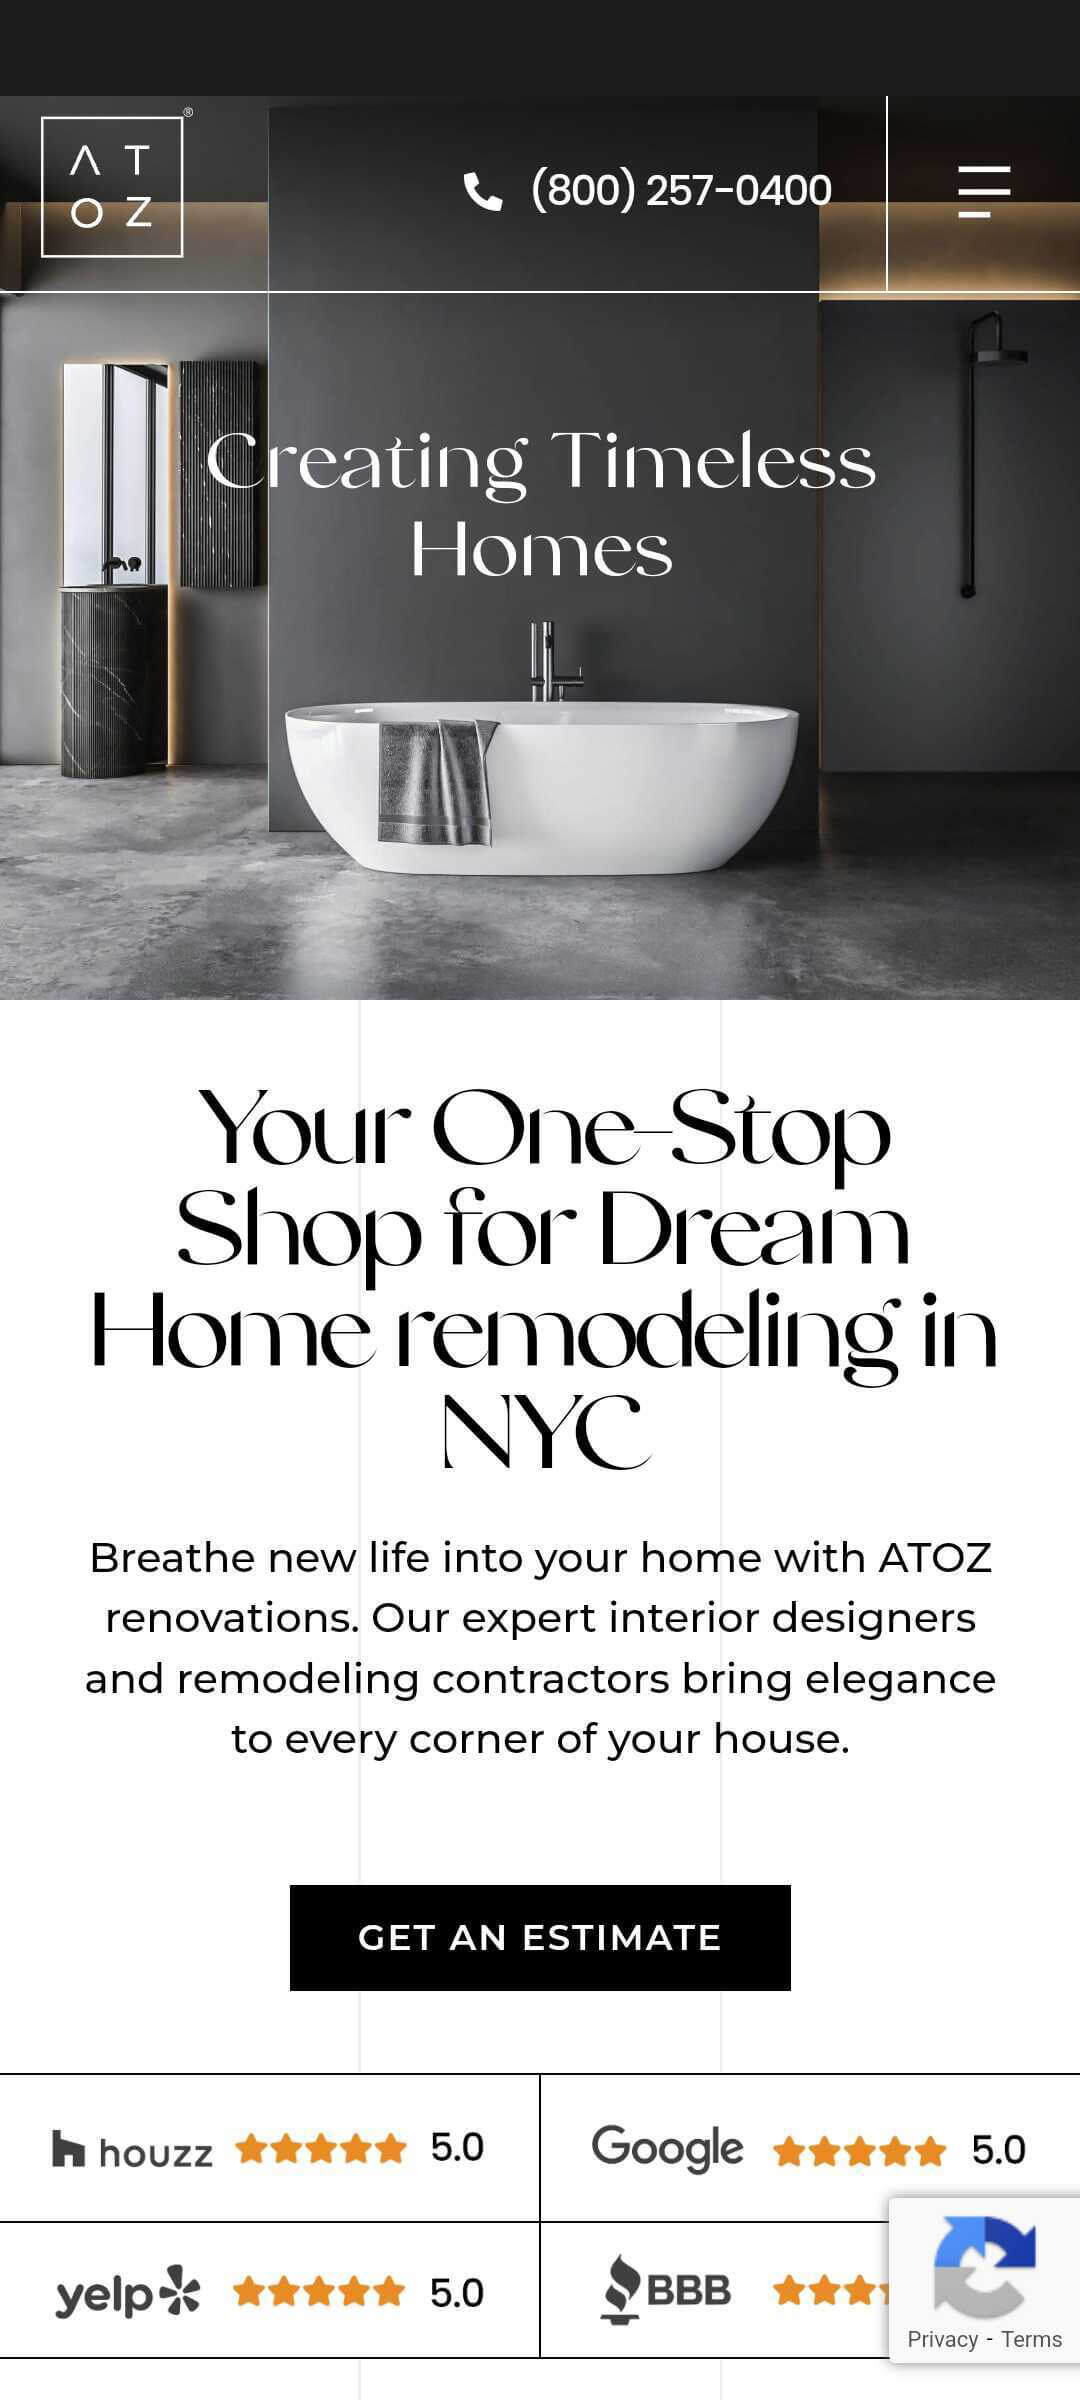 A T
O Z
®
(800) 257-0400
Creating Timeless
Homes
Your One-Stop
Shop for Dream
Home remodeling in
NYC
Breathe new life into your home with ATOZ
renovations. Our expert interior designers
and remodeling contractors bring elegance
to every corner of your house.
GET AN ESTIMATE
houzz 5.0
Google 5.0
yelp 5.0
BBB
Privacy - Terms